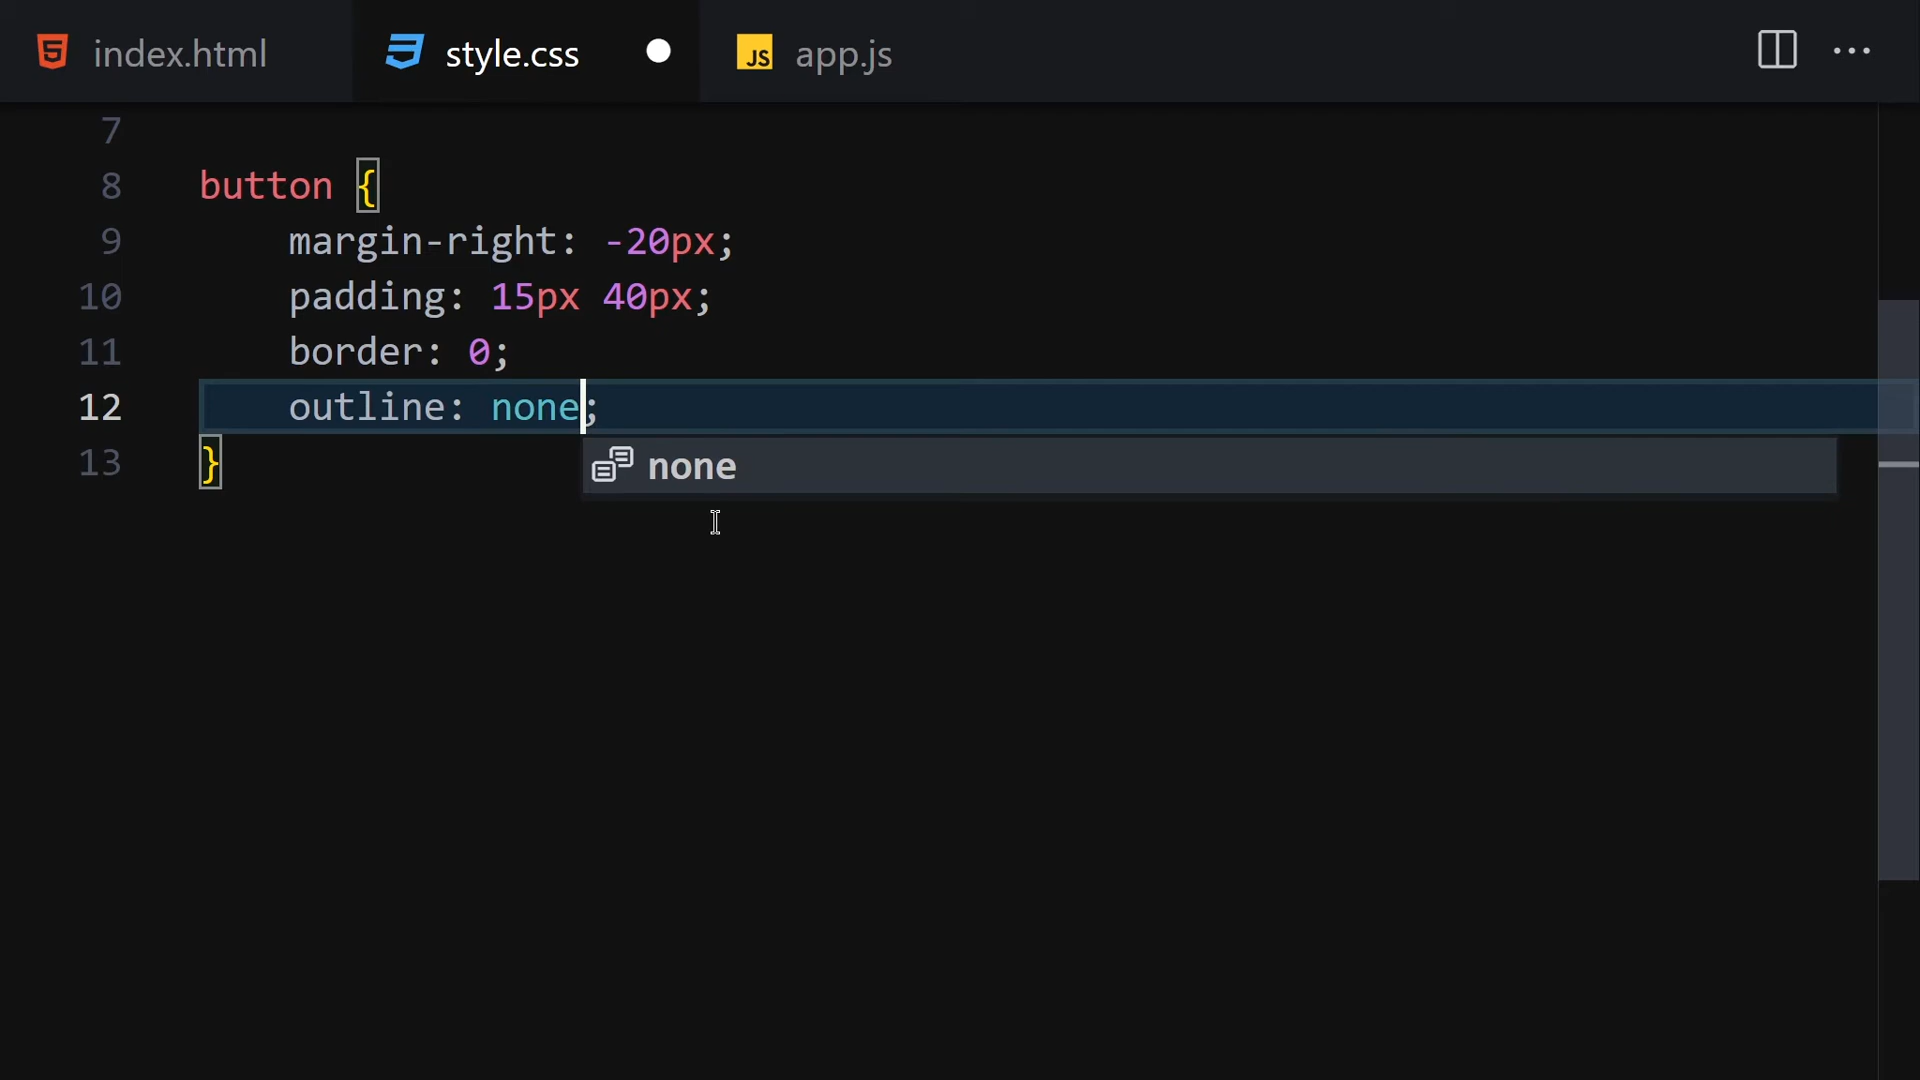 index.html style.css JS app.js
7
8 button {
9 margin-right: -20px;
10 padding: 15px 40px;
11 border: 0;
12 outline: none;
13 } none